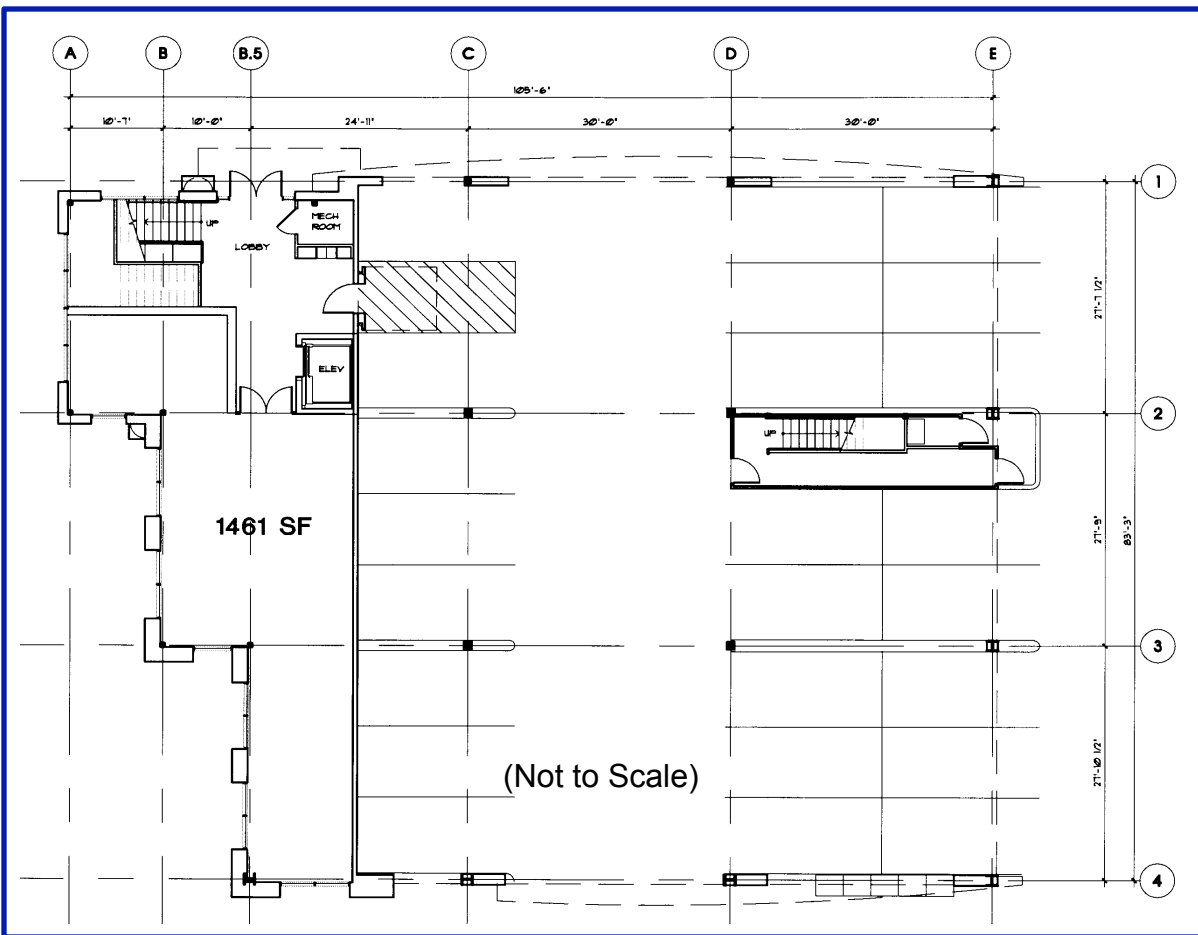 A B B.5 C D E
105'-6"
10'-7" 10'-0" 24'-11" 30'-0" 30'-0"
1
MECH
ROOM
UP
LOBBY
27'-7 1/2"
ELEV
2
UP
1461 SF
27'-9"
83'-3"
3
(Not to Scale)
27'-10 1/2"
4